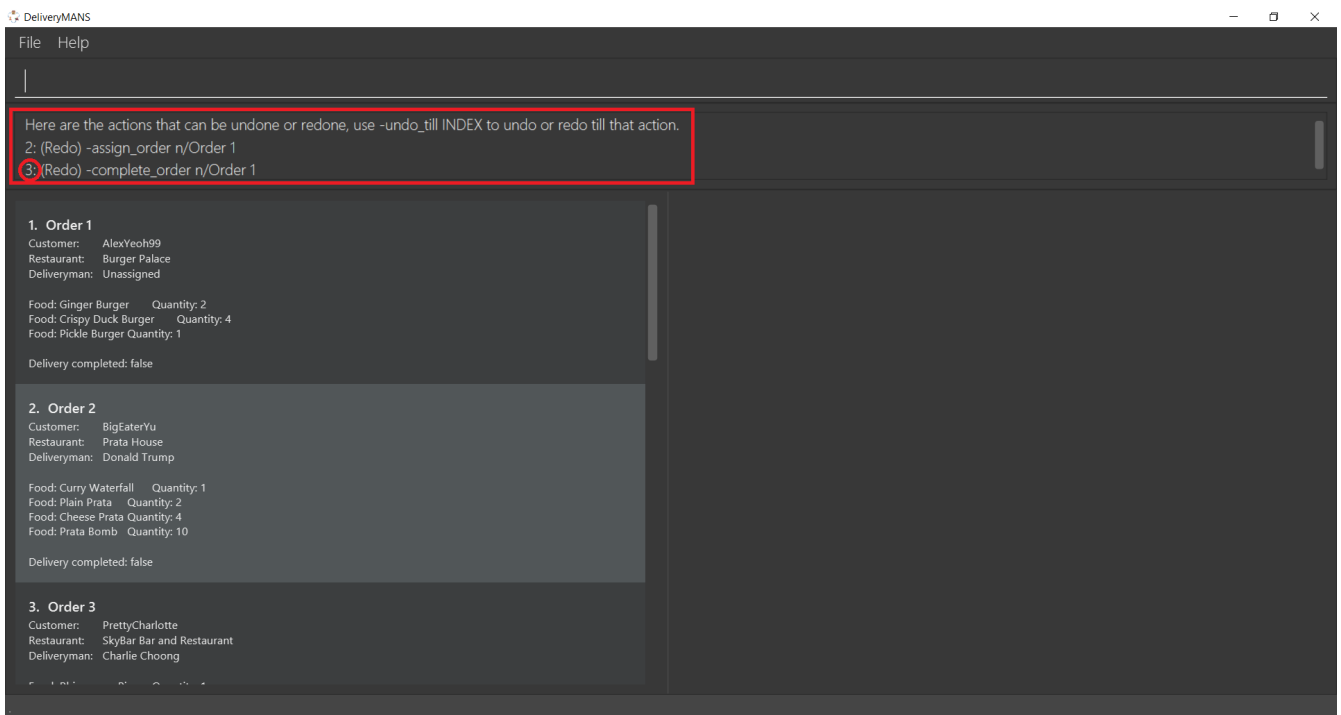 DeliveryMANS
File Help
Here are the actions that can be undone or redone, use -undo_till INDEX to undo or redo till that action.
2: (Redo) -assign_order n/Order 1
3: (Redo) -complete_order n/Order 1
1. Order 1
Customer: AlexYeoh99
Restaurant: Burger Palace
Deliveryman: Unassigned
Food: Ginger Burger Quantity: 2
Food: Crispy Duck Burger Quantity: 4
Food: Pickle Burger Quantity: 1
Delivery completed: false
2. Order 2
Customer: BigEaterYu
Restaurant: Prata House
Deliveryman: Donald Trump
Food: Curry Waterfall Quantity: 1
Food: Plain Prata Quantity: 2
Food: Cheese Prata Quantity: 4
Food: Prata Bomb Quantity: 10
Delivery completed: false
3. Order 3
Customer: PrettyCharlotte
Restaurant: SkyBar Bar and Restaurant
Deliveryman: Charlie Choong